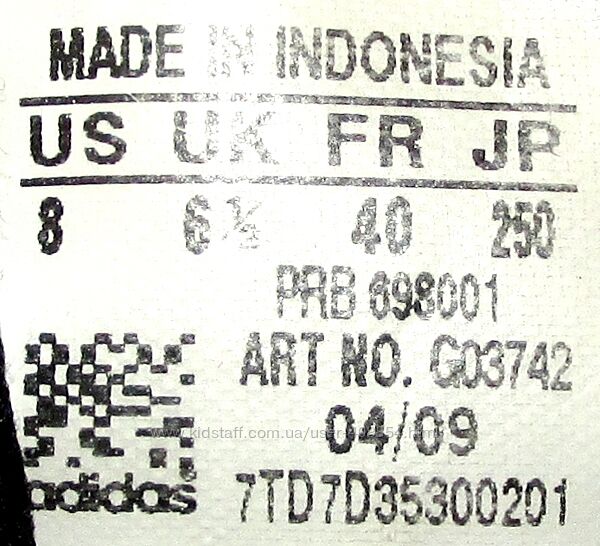 MADE IN INDONESIA
US UK FR JP
8 6½ 40 250
PRB 698001
ART NO. G03742
04/09
adidas 7TD7D35300201